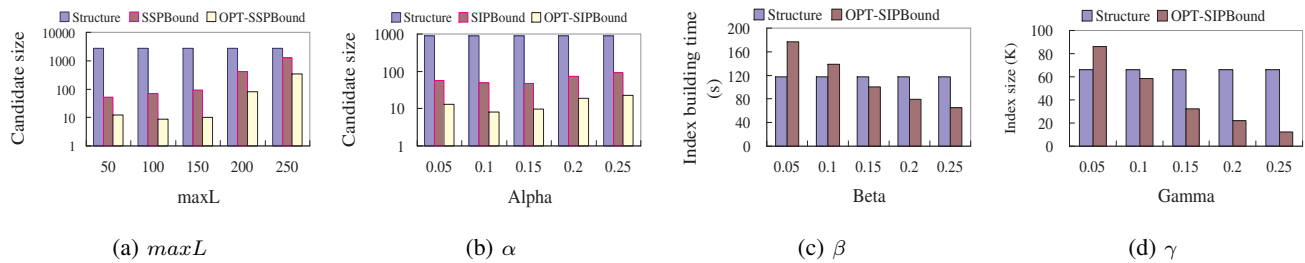 Structure SSPBound OPT-SSPBound
Candidate size
10000
1000
100
10
1
50 100 150 200 250
maxL
(a) maxL
Structure SIPBound OPT-SIPBound
Candidate size
1000
100
10
1
0.05 0.1 0.15 0.2 0.25
Alpha
(b) α
Structure OPT-SIPBound
Index building time
(s)
200
160
120
80
40
0
0.05 0.1 0.15 0.2 0.25
Beta
(c) β
Structure OPT-SIPBound
Index size (K)
100
80
60
40
20
0
0.05 0.1 0.15 0.2 0.25
Gamma
(d) γ